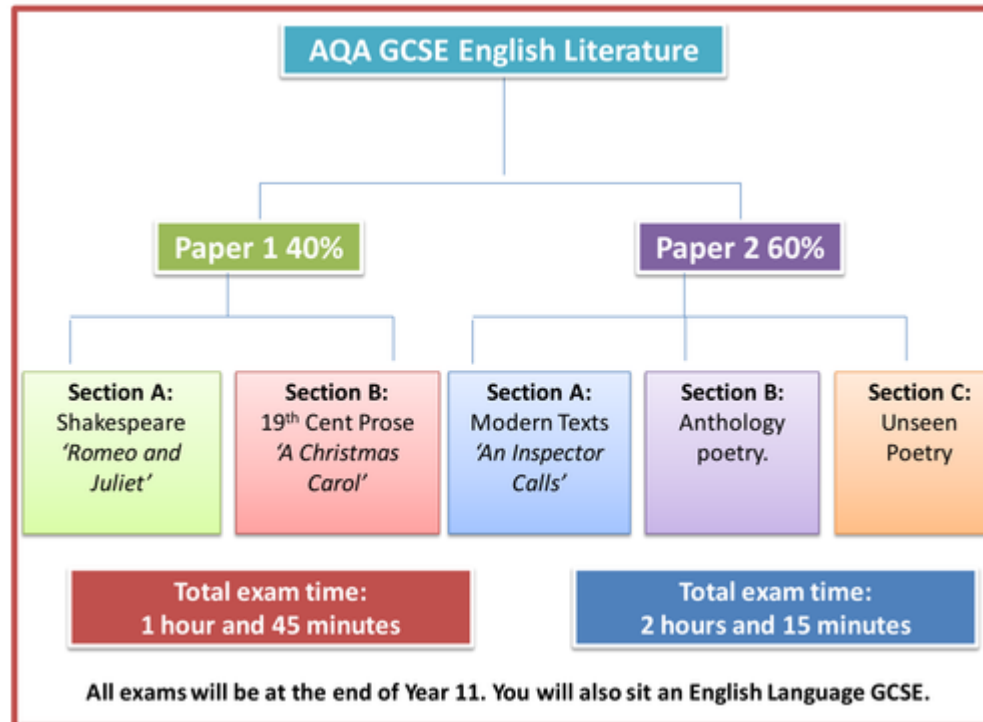 AQA GCSE English Literature
Paper 1 40%
Paper 2 60%
Section A:
Shakespeare
‘Romeo and
Juliet’
Section B:
19th Cent Prose
‘A Christmas
Carol’
Section A:
Modern Texts
‘An Inspector
Calls’
Section B:
Anthology
poetry.
Section C:
Unseen
Poetry
Total exam time:
1 hour and 45 minutes
Total exam time:
2 hours and 15 minutes
All exams will be at the end of Year 11. You will also sit an English Language GCSE.